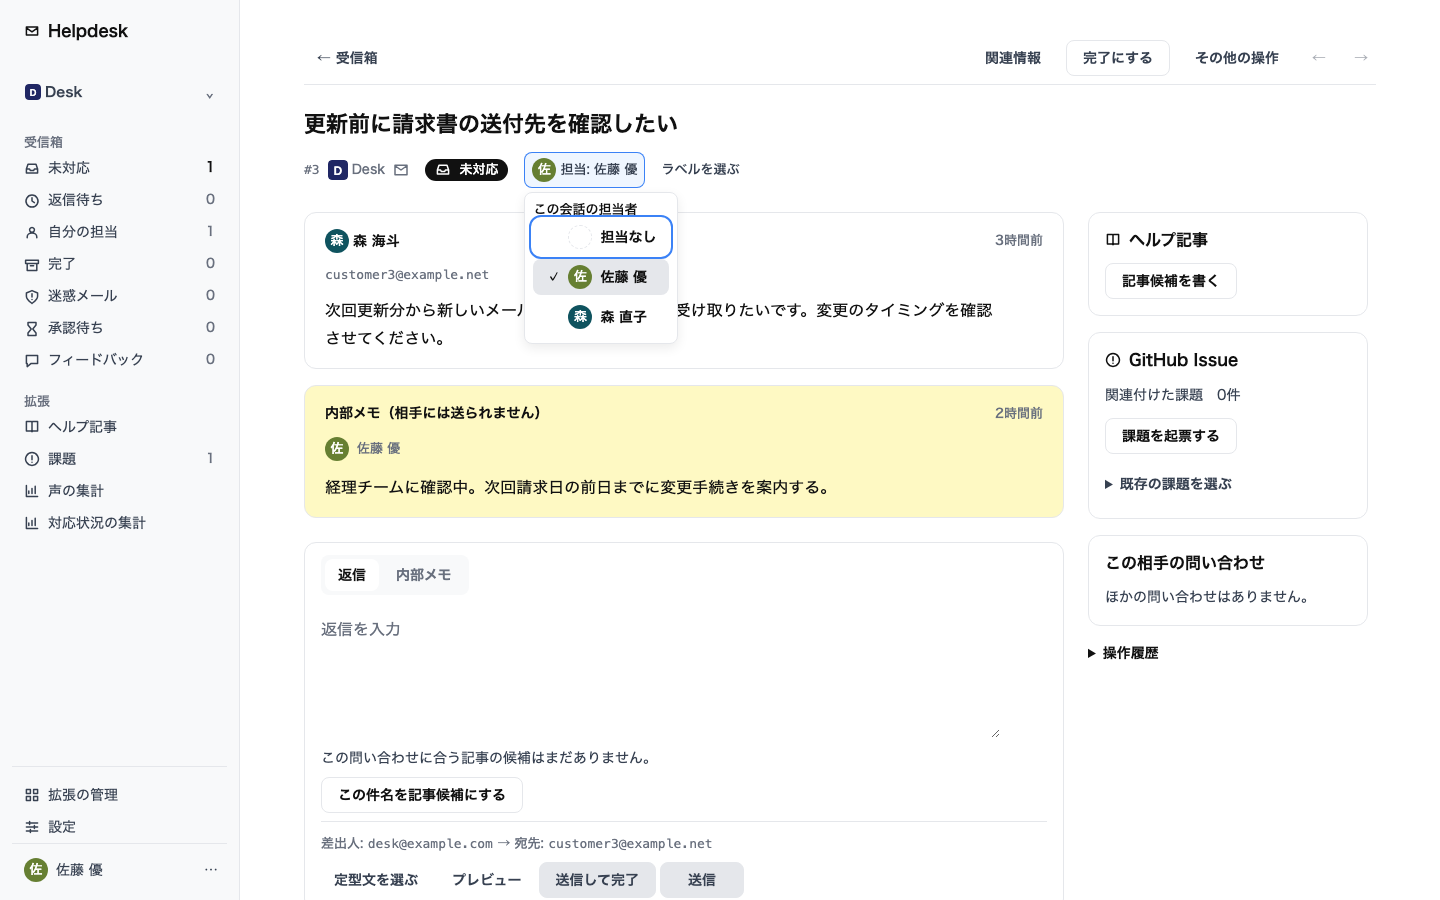 Helpdesk
D Desk
受信箱
未対応 1
返信待ち 0
自分の担当 1
完了 0
迷惑メール 0
承認待ち 0
フィードバック 0
拡張
ヘルプ記事
課題 1
声の集計
対応状況の集計
拡張の管理
設定
佐 佐藤 優 …
← 受信箱
関連情報 完了にする その他の操作 ← →
更新前に請求書の送付先を確認したい
#3 D Desk 未対応 佐 担当: 佐藤 優 ラベルを選ぶ
この会話の担当者
担当なし
✓ 佐 佐藤 優
森 森 直子
森 森 海斗 3時間前
customer3@example.net
次回更新分から新しいメール 受け取りたいです。変更のタイミングを確認
させてください。
内部メモ（相手には送られません） 2時間前
佐 佐藤 優
経理チームに確認中。次回請求日の前日までに変更手続きを案内する。
返信 内部メモ
返信を入力
この問い合わせに合う記事の候補はまだありません。
この件名を記事候補にする
差出人: desk@example.com → 宛先: customer3@example.net
定型文を選ぶ プレビュー 送信して完了 送信
ヘルプ記事
記事候補を書く
GitHub Issue
関連付けた課題 0件
課題を起票する
▶ 既存の課題を選ぶ
この相手の問い合わせ
ほかの問い合わせはありません。
▶ 操作履歴